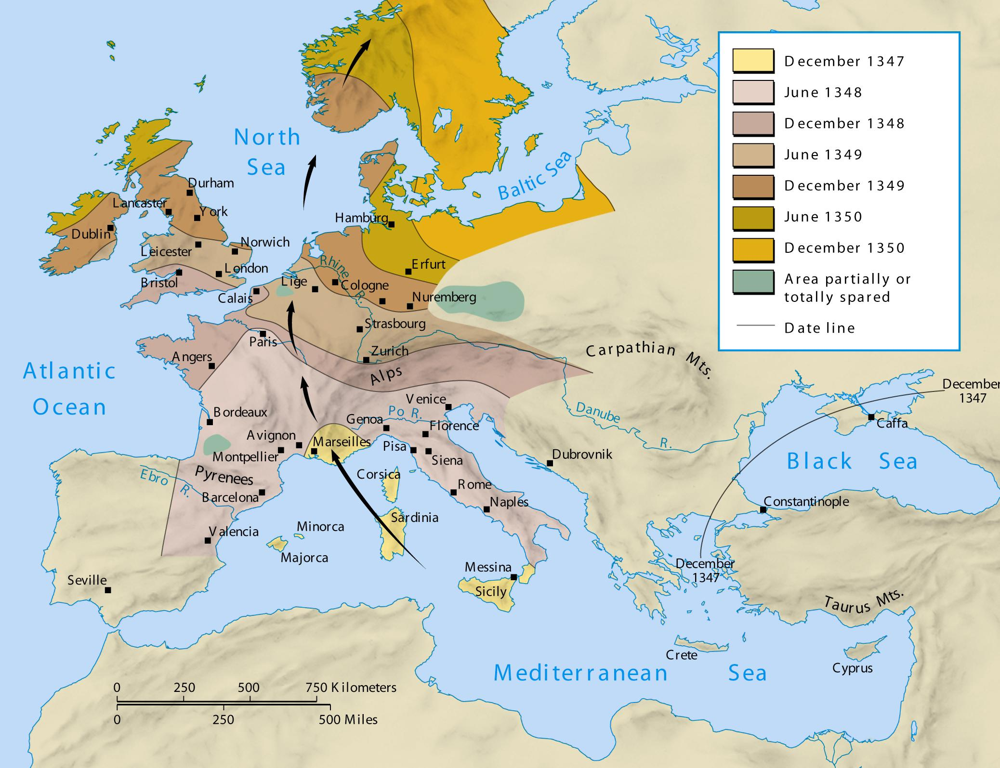 December 1347
June 1348
December 1348
June 1349
December 1349
June 1350
December 1350
Area partially or
totally spared
Date line
North
Sea
Baltic Sea
Durham
Lancaster
York
Dublin
Norwich
Leicester
London
Bristol
Calais
Hamburg
Erfurt
Rhine
R.
Liége
Cologne
Nuremberg
Strasbourg
Paris
Zurich
Angers
Alps
Carpathian Mts.
Atlantic
Ocean
December
1347
Venice
Bordeaux
Po R.
Genoa
Florence
Danube
R.
Caffa
Avignon
Marseilles
Pisa
Montpellier
Siena
Dubrovnik
Black Sea
Ebro
R.
Pyrenees
Corsica
Rome
Barcelona
Naples
Constantinople
Sardinia
Minorca
Valencia
Majorca
Messina
December
1347
Seville
Sicily
Taurus Mts.
Crete
Cyprus
Mediterranean Sea
0 250 500 750 Kilometers
0 250 500 Miles